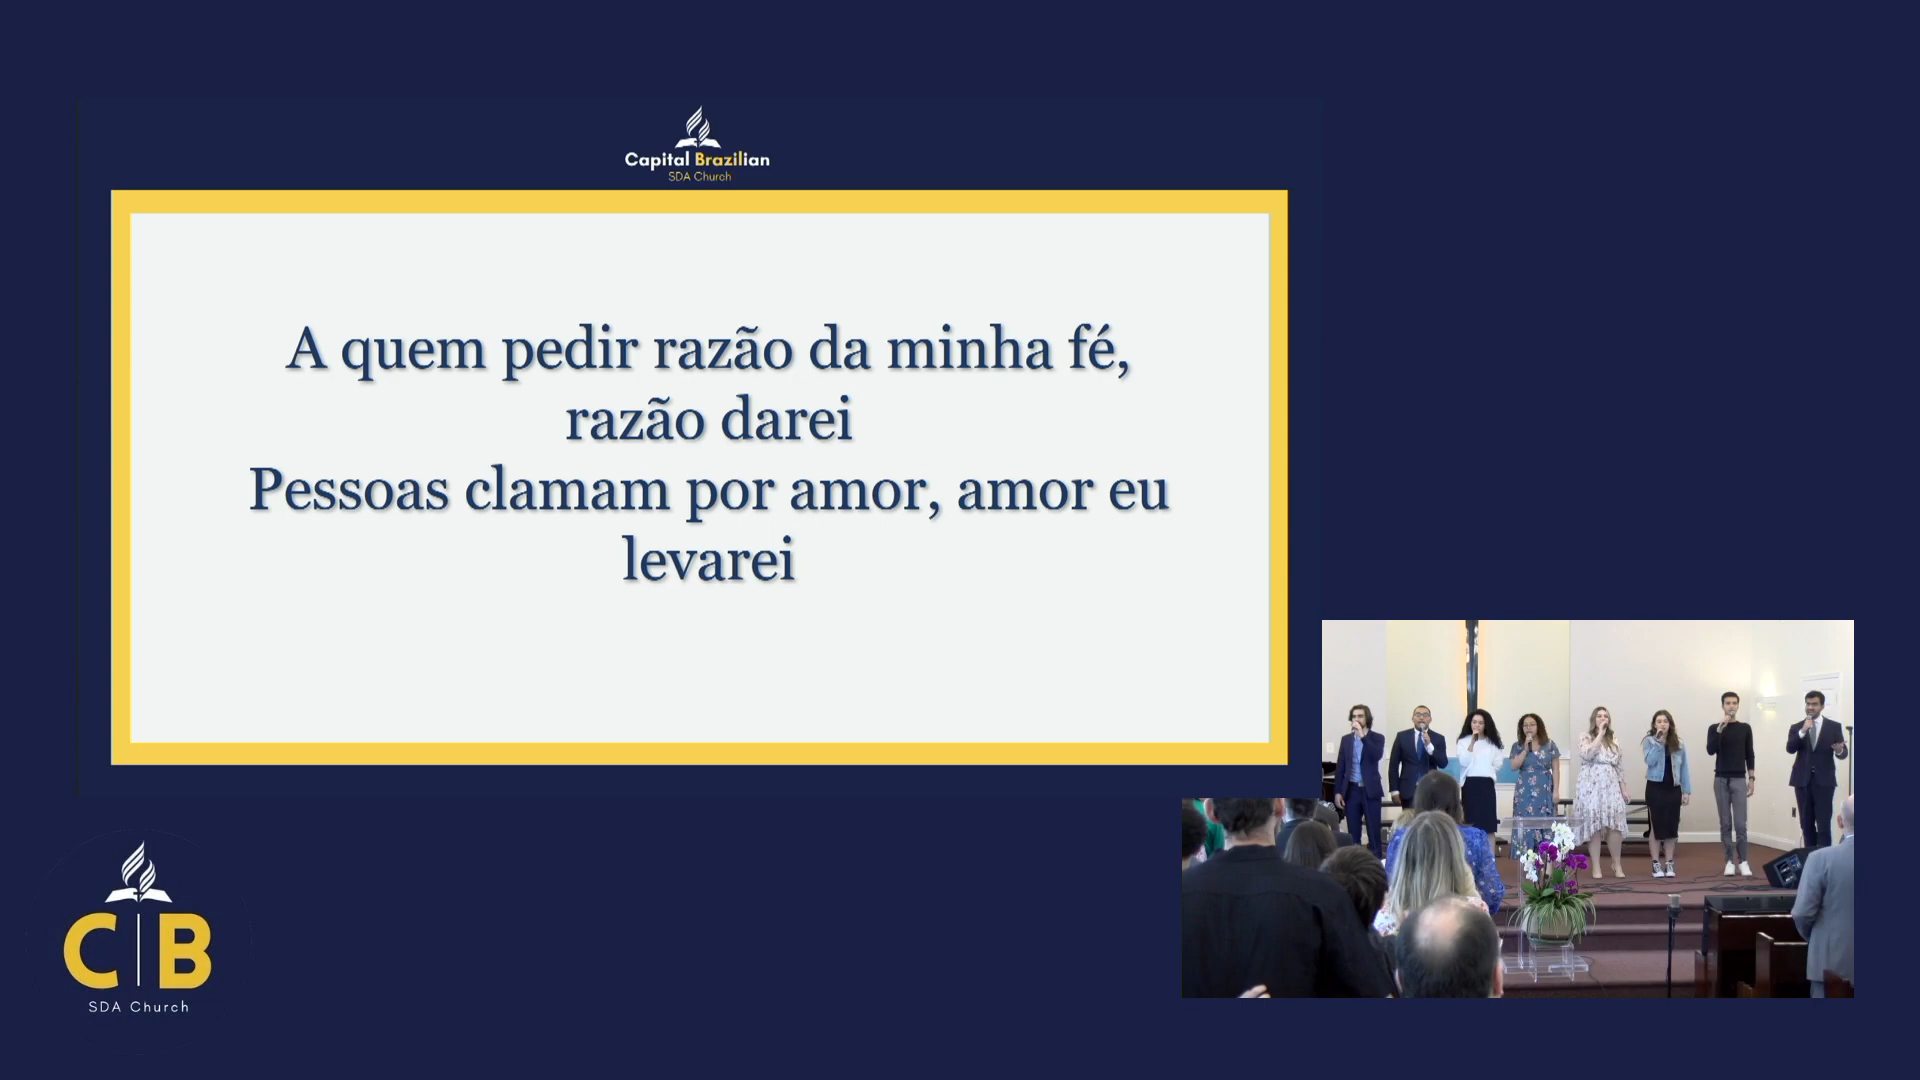 Capital Brazilian
SDA Church
A quem pedir razão da minha fé,
razão darei
Pessoas clamam por amor, amor eu
levarei
C|B
SDA Church